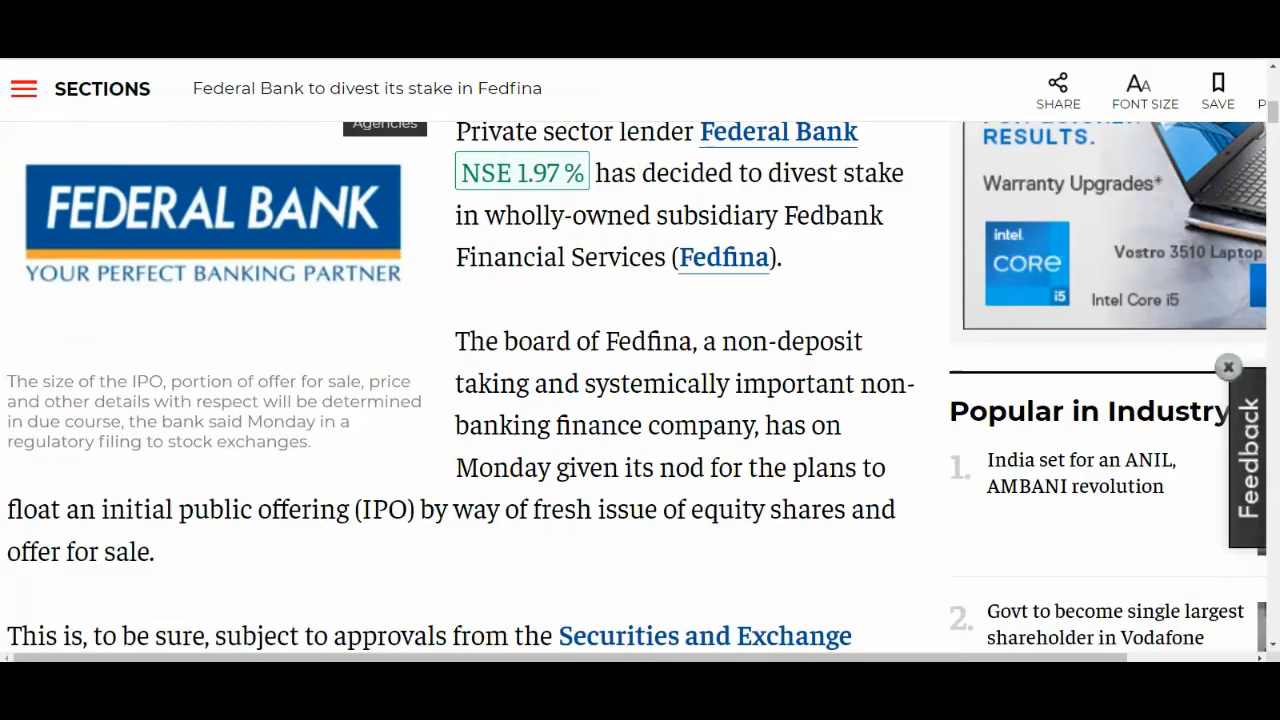 SECTIONS
Federal Bank to divest its stake in Fedfina
SHARE
FONT SIZE
SAVE
Agencies
FEDERAL BANK
YOUR PERFECT BANKING PARTNER
The size of the IPO, portion of offer for sale, price
and other details with respect will be determined
in due course, the bank said Monday in a
regulatory filing to stock exchanges.
Private sector lender Federal Bank
NSE 1.97 % has decided to divest stake
in wholly-owned subsidiary Fedbank
Financial Services (Fedfina).
The board of Fedfina, a non-deposit
taking and systemically important non-
banking finance company, has on
Monday given its nod for the plans to
float an initial public offering (IPO) by way of fresh issue of equity shares and
offer for sale.
This is, to be sure, subject to approvals from the Securities and Exchange
RESULTS.
Warranty Upgrades*
intel
CORE
i5
Vostro 3510 Laptop
Intel Core i5
Feedback
Popular in Industry
1. India set for an ANIL,
AMBANI revolution
2. Govt to become single largest
shareholder in Vodafone